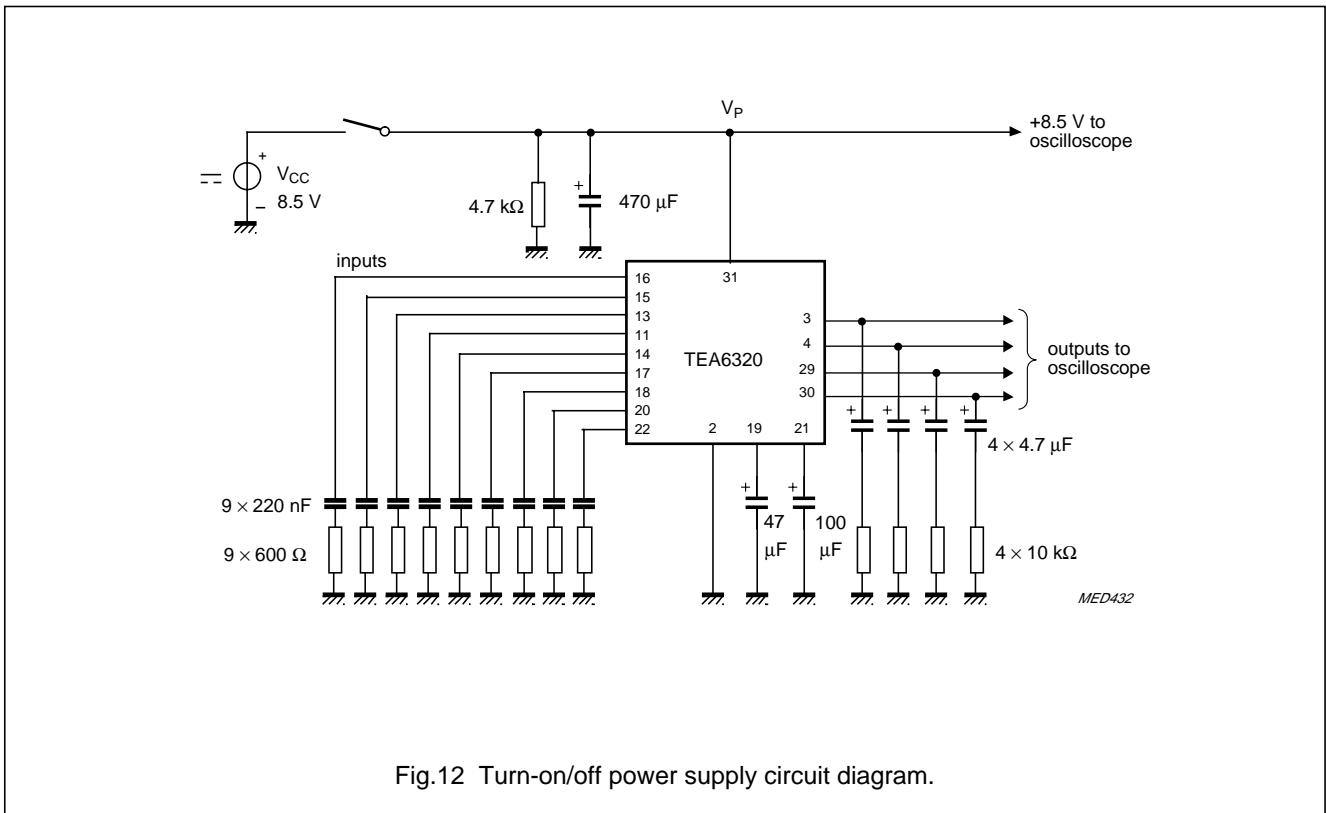 V_P
+8.5 V to
oscilloscope
+
V_CC
8.5 V
–
4.7 kΩ
+
470 µF
inputs
16
31
15
13
11
14
17
18
20
22
TEA6320
3
4
29
30
outputs to
oscilloscope
2
19
21
+
+
+
+
4 × 4.7 µF
9 × 220 nF
9 × 600 Ω
+
47
µF
+
100
µF
4 × 10 kΩ
MED432
Fig.12 Turn-on/off power supply circuit diagram.